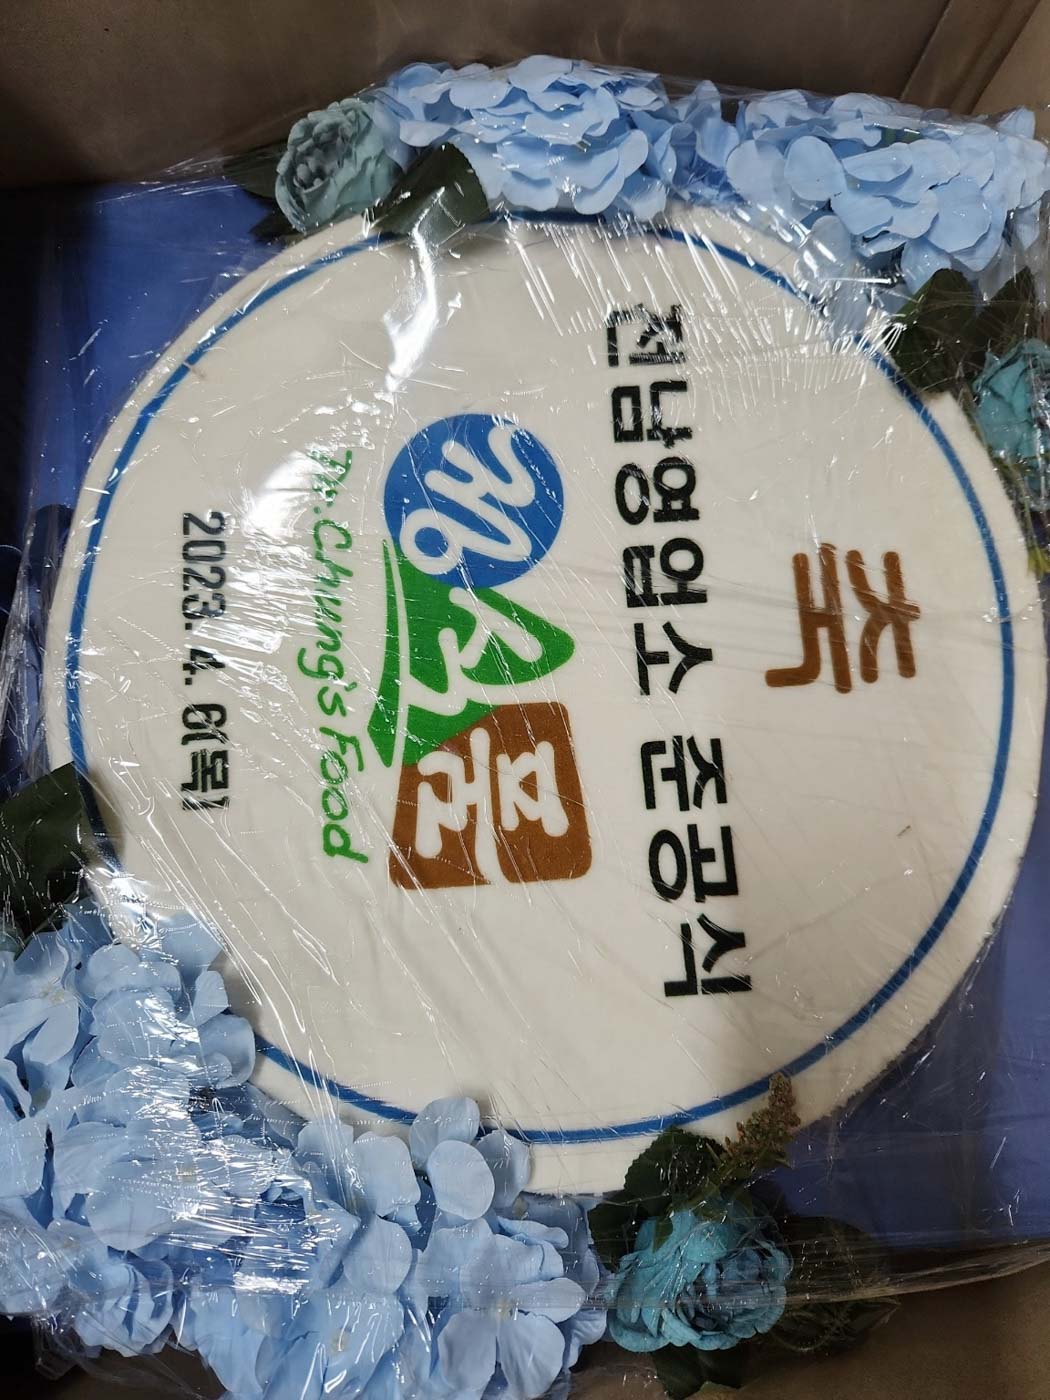 축
전남영업소 준공식
정식품
Dr.Chung's Food
2023. 4. 6(목)